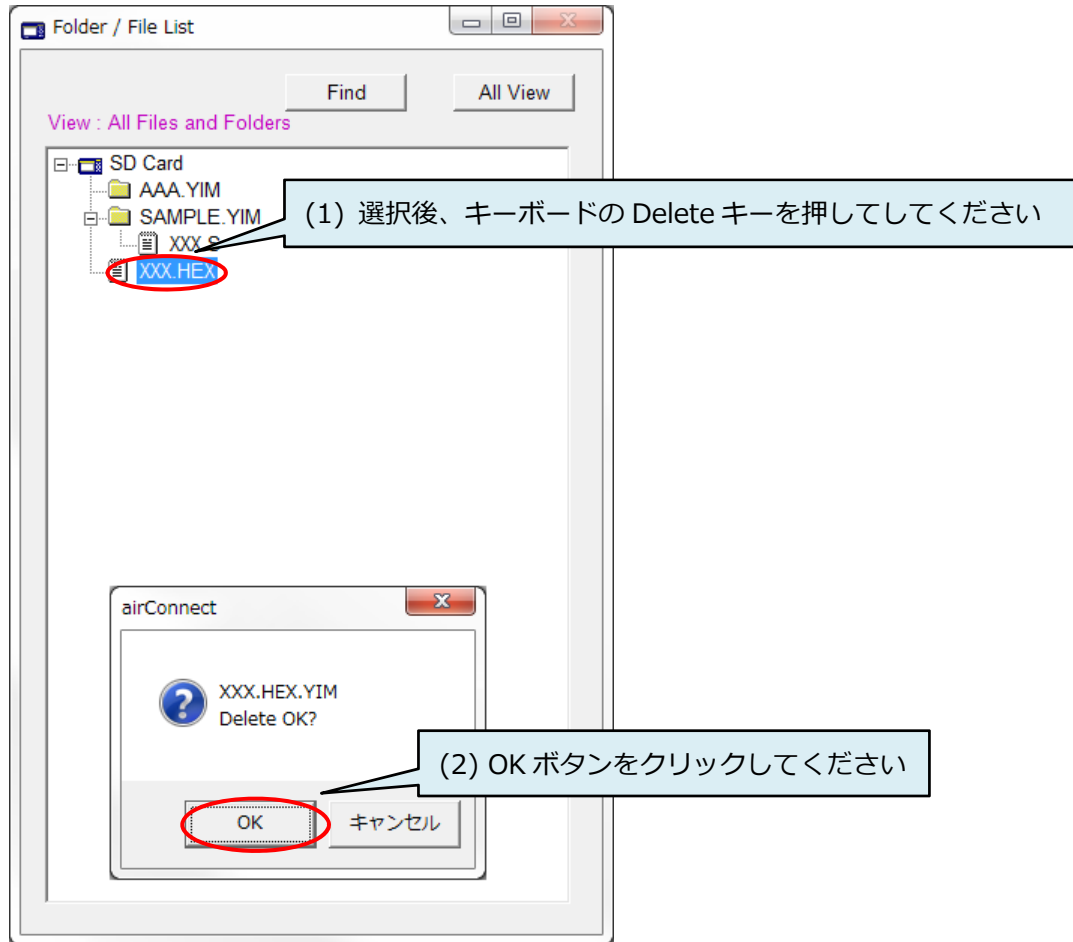 Folder / File List
Find
All View
View : All Files and Folders
SD Card
AAA.YIM
SAMPLE.YIM
(1) 選択後、キーボードの Delete キーを押してしてください
XXX.S
XXX.HEX
airConnect
XXX.HEX.YIM
Delete OK?
(2) OK ボタンをクリックしてください
OK
キャンセル